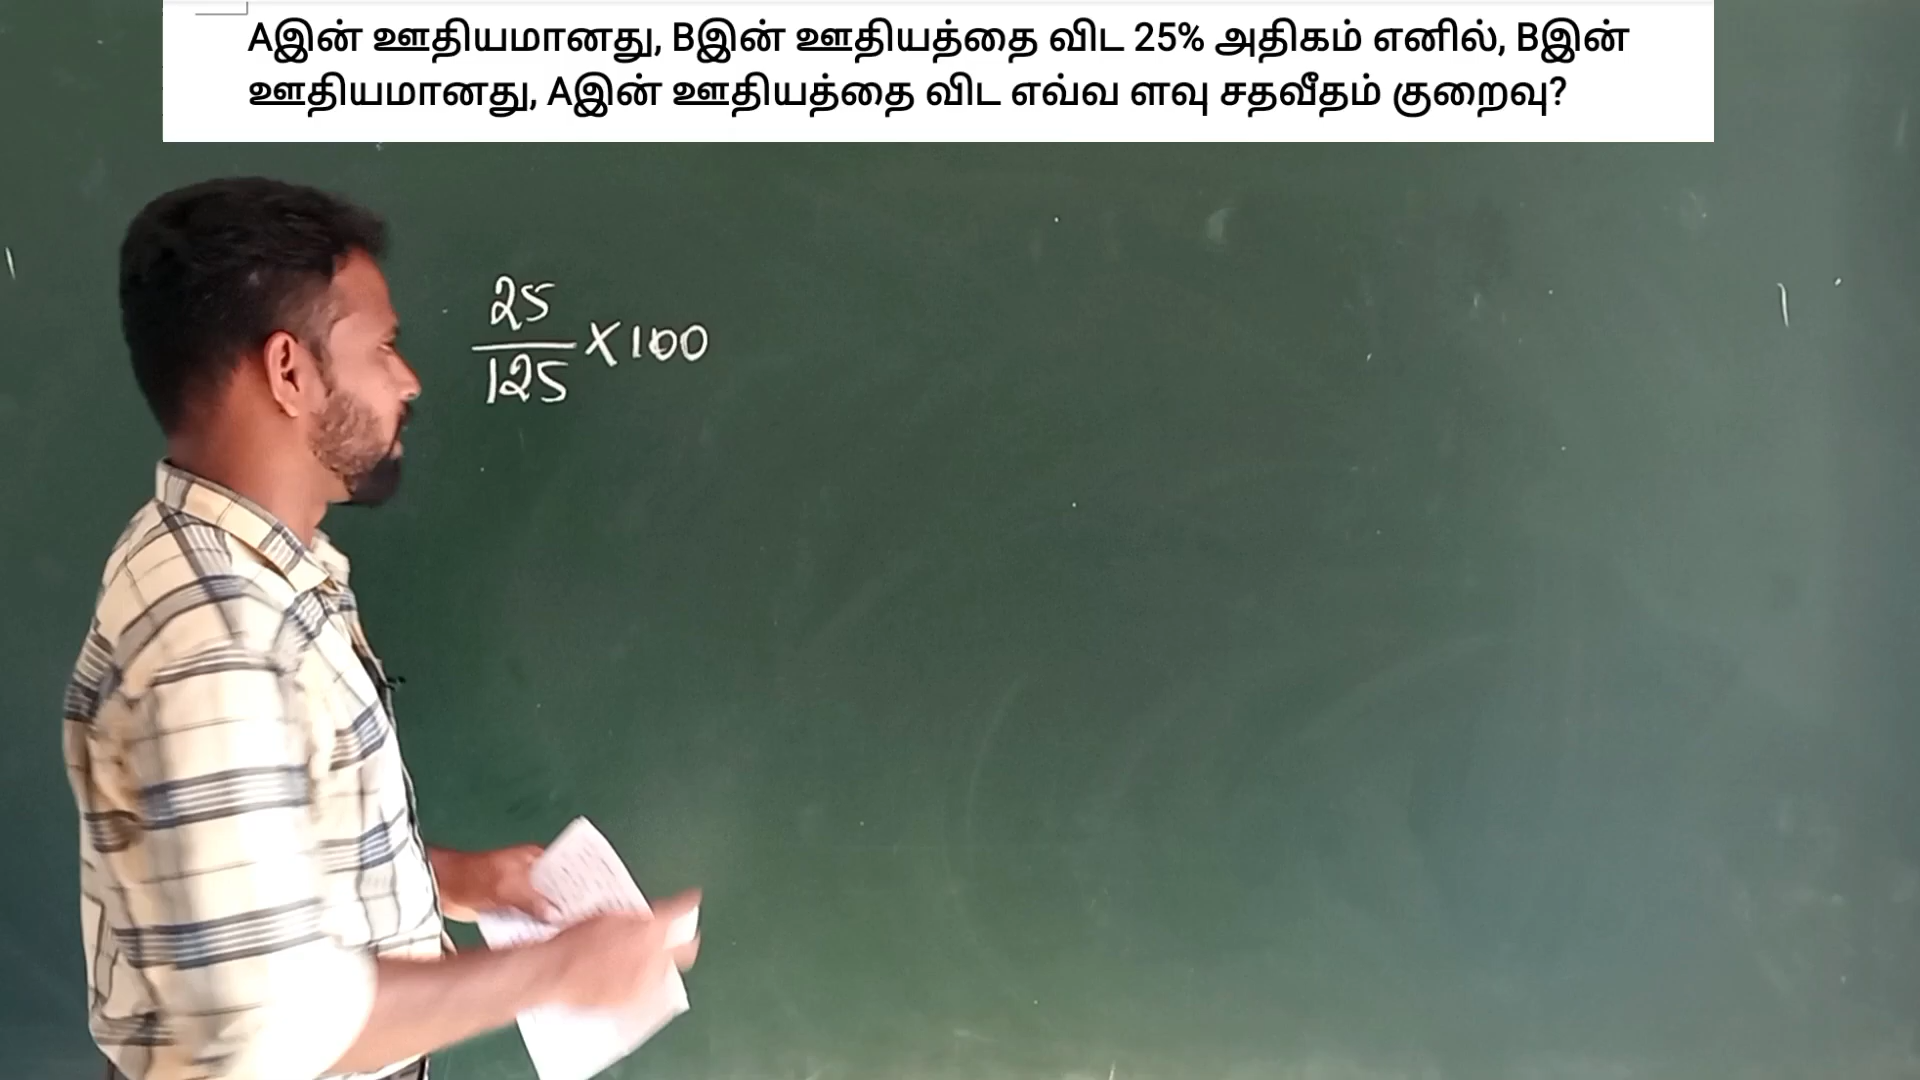 Aஇன் ஊதியமானது, Bஇன் ஊதியத்தை விட 25% அதிகம் எனில், Bஇன்
ஊதியமானது, Aஇன் ஊதியத்தை விட எவ்வ ளவு சதவீதம் குறைவு?
25
125
×100